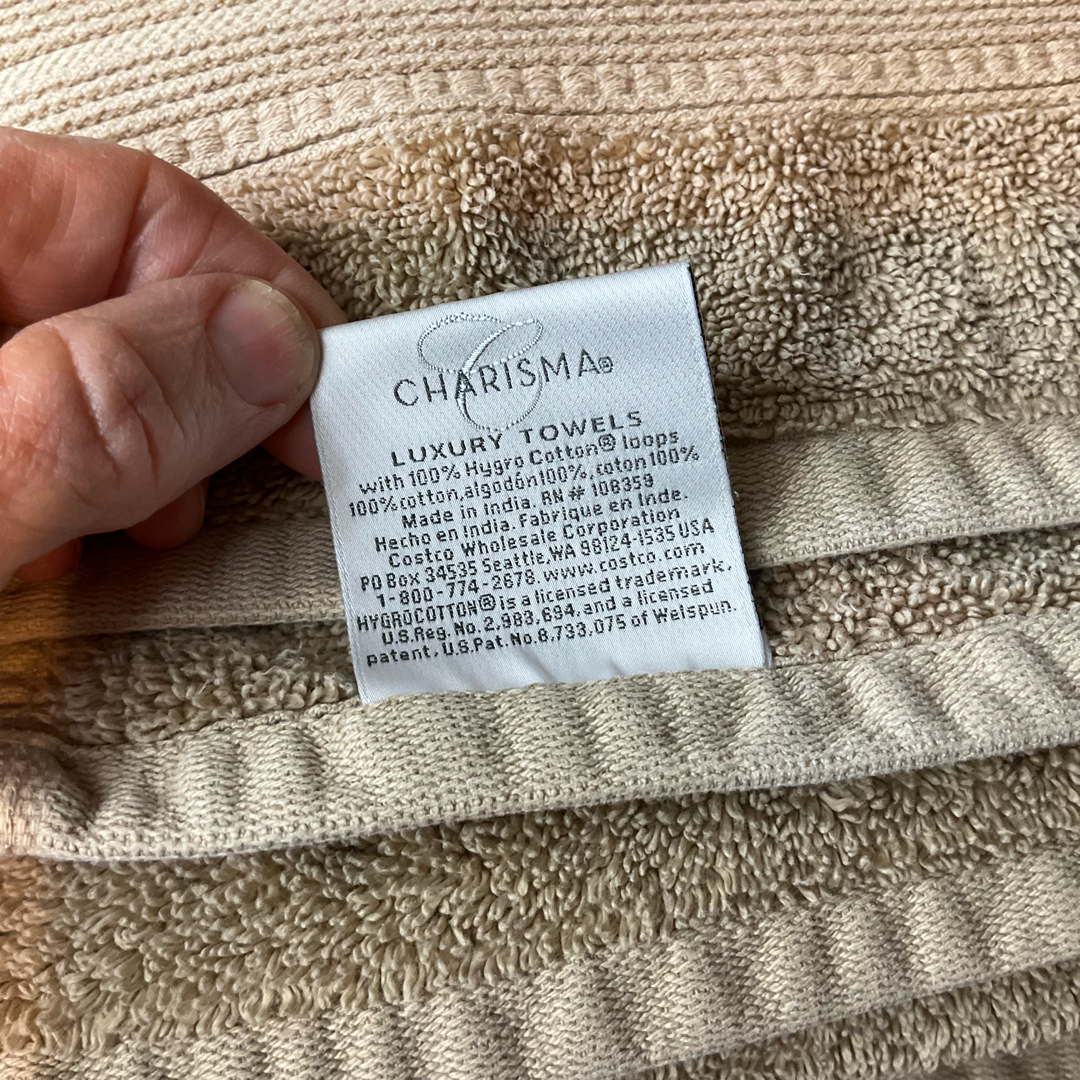 CHARISMA®
LUXURY TOWELS
with 100% Hygro Cotton® loops
100% cotton, algodón 100%, coton 100%
Made in India. RN # 108359
Hecho en India. Fabrique en Inde.
Costco Wholesale Corporation
PO Box 34535 Seattle, WA 98124-1535 USA
1-800-774-2678. www.costco.com
HYGROCOTTON® is a licensed trademark,
U.S.Reg. No. 2,983,694, and a licensed
patent, U.S.Pat.No.8,733,075 of Welspun.